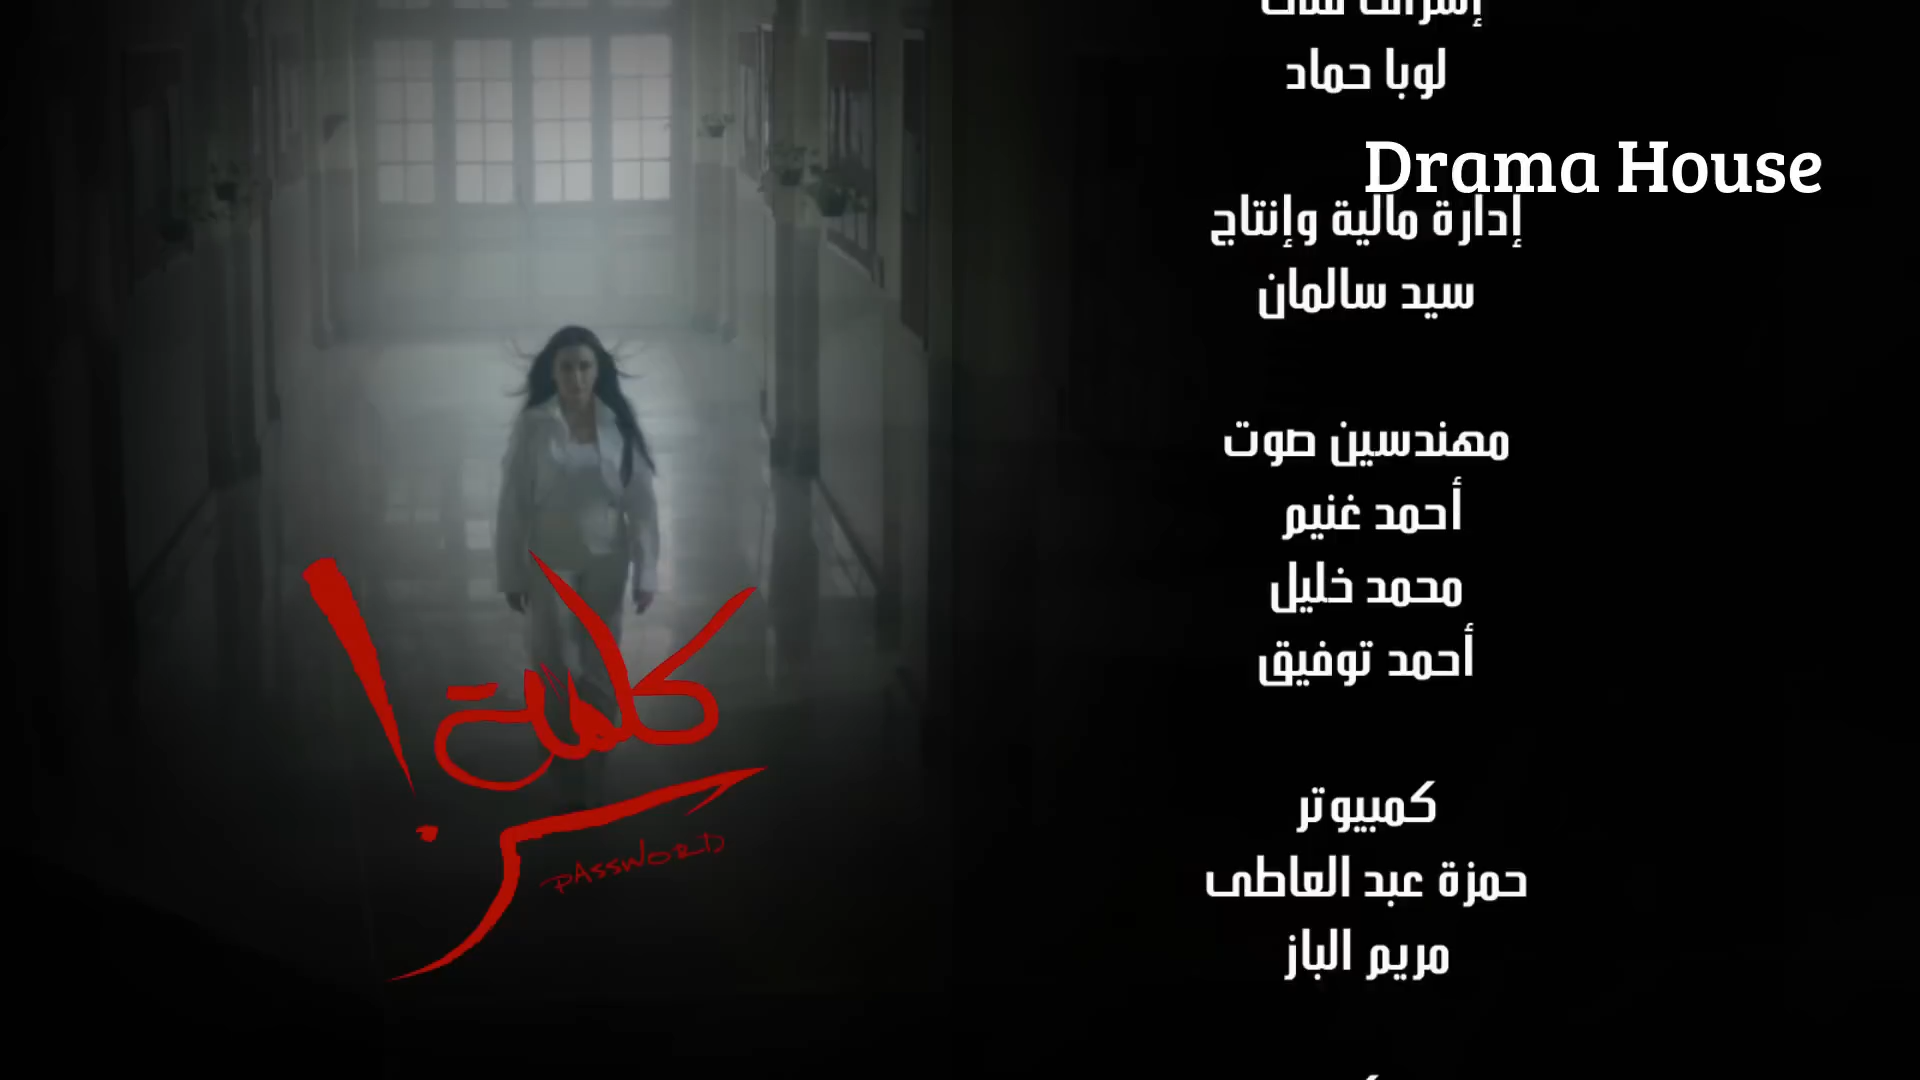 لوبا حماد
Drama House
إدارة مالية وإنتاج
سيد سالمان
مهندسين صوت
أحمد غنيم
محمد خليل
أحمد توفيق
كمبيوتر
حمزة عبد العاطى
مريم الباز
كلمة
سر
!
PASSWORD